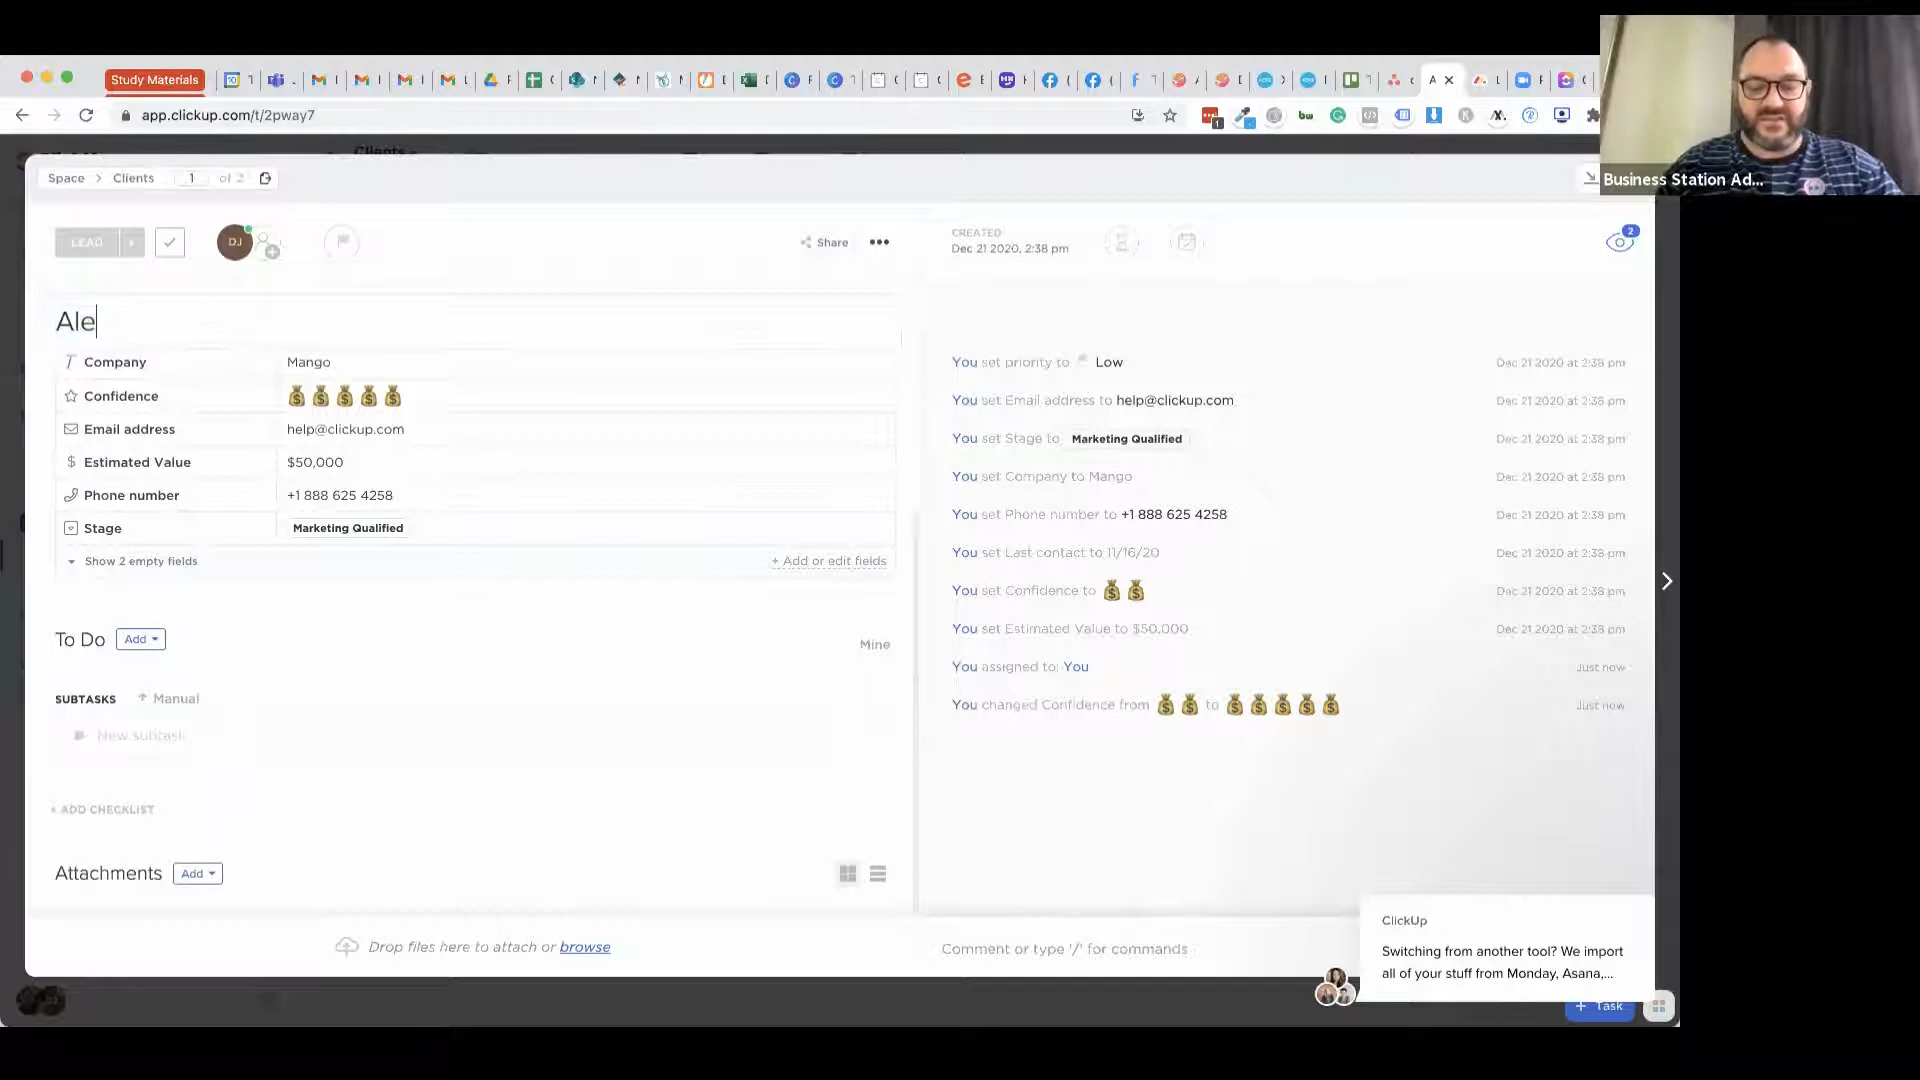 Study Materials
app.clickup.com/t/2pway7
Business Station Ad...
Clients
Space > Clients 1 of 2
LEAD
DJ
Share
CREATED
Dec 21 2020, 2:38 pm
2
Ale
Company Mango
Confidence
Email address help@clickup.com
Estimated Value $50,000
Phone number +1 888 625 4258
Stage Marketing Qualified
Show 2 empty fields
+ Add or edit fields
To Do Add
Mine
SUBTASKS Manual
New subtask
+ ADD CHECKLIST
Attachments Add
Drop files here to attach or browse
You set priority to Low Dec 21 2020 at 2:38 pm
You set Email address to help@clickup.com Dec 21 2020 at 2:38 pm
You set Stage to Marketing Qualified Dec 21 2020 at 2:38 pm
You set Company to Mango Dec 21 2020 at 2:38 pm
You set Phone number to +1 888 625 4258 Dec 21 2020 at 2:38 pm
You set Last contact to 11/16/20 Dec 21 2020 at 2:38 pm
You set Confidence to Dec 21 2020 at 2:38 pm
You set Estimated Value to $50,000 Dec 21 2020 at 2:38 pm
You assigned to: You Just now
You changed Confidence from to Just now
Comment or type '/' for commands
ClickUp
Switching from another tool? We import
all of your stuff from Monday, Asana,...
+ Task